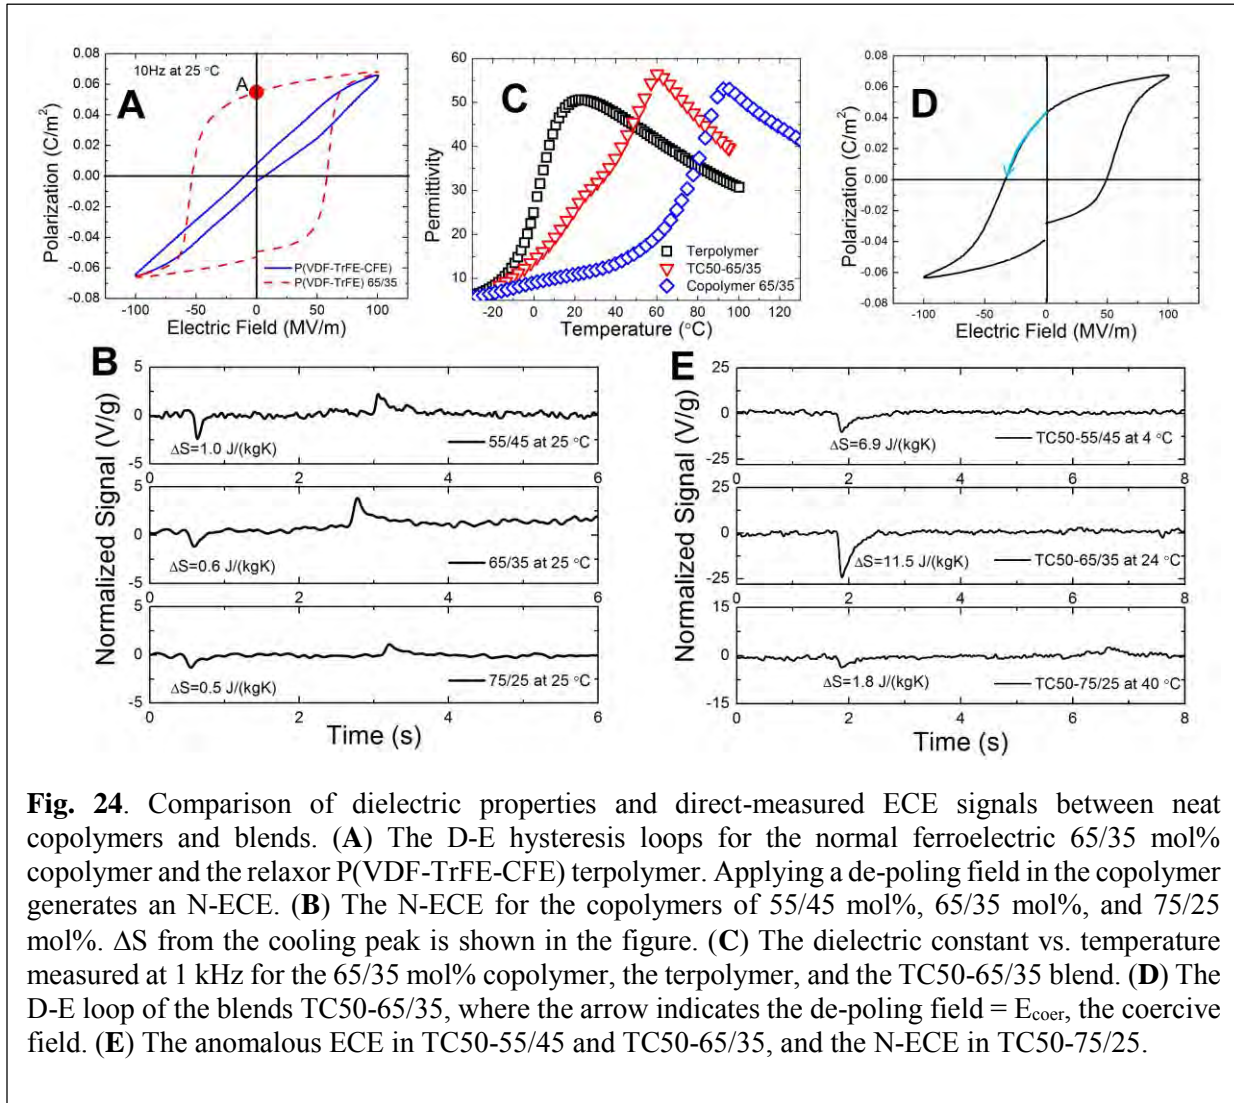 A
10Hz at 25 °C
A
0.08
0.06
0.04
0.02
0.00
-0.02
-0.04
-0.06
-0.08
Polarization (C/m²)
P(VDF-TrFE-CFE)
P(VDF-TrFE) 65/35
-100 -50 0 50 100
Electric Field (MV/m)
C
60
50
40
30
20
10
Permittivity
Terpolymer
TC50-65/35
Copolymer 65/35
-20 0 20 40 60 80 100 120
Temperature (°C)
D
0.08
0.06
0.04
0.02
0.00
-0.02
-0.04
-0.06
0.08
Polarization (C/m²)
-100 -50 0 50 100
Electric Field (MV/m)
B
Normalized Signal (V/g)
5
0
-5
ΔS=1.0 J/(kgK)
55/45 at 25 °C
0 2 4 6
5
0
-5
ΔS=0.6 J/(kgK)
65/35 at 25 °C
0 2 4 6
5
0
-5
ΔS=0.5 J/(kgK)
75/25 at 25 °C
0 2 4 6
Time (s)
E
Normalized Signal (V/g)
25
0
-25
ΔS=6.9 J/(kgK)
TC50-55/45 at 4 °C
0 2 4 6 8
25
0
-25
ΔS=11.5 J/(kgK)
TC50-65/35 at 24 °C
0 2 4 6 8
15
0
-15
ΔS=1.8 J/(kgK)
TC50-75/25 at 40 °C
0 2 4 6 8
Time (s)
Fig. 24. Comparison of dielectric properties and direct-measured ECE signals between neat
copolymers and blends. (A) The D-E hysteresis loops for the normal ferroelectric 65/35 mol%
copolymer and the relaxor P(VDF-TrFE-CFE) terpolymer. Applying a de-poling field in the copolymer
generates an N-ECE. (B) The N-ECE for the copolymers of 55/45 mol%, 65/35 mol%, and 75/25
mol%. ΔS from the cooling peak is shown in the figure. (C) The dielectric constant vs. temperature
measured at 1 kHz for the 65/35 mol% copolymer, the terpolymer, and the TC50-65/35 blend. (D) The
D-E loop of the blends TC50-65/35, where the arrow indicates the de-poling field = Ecoer, the coercive
field. (E) The anomalous ECE in TC50-55/45 and TC50-65/35, and the N-ECE in TC50-75/25.